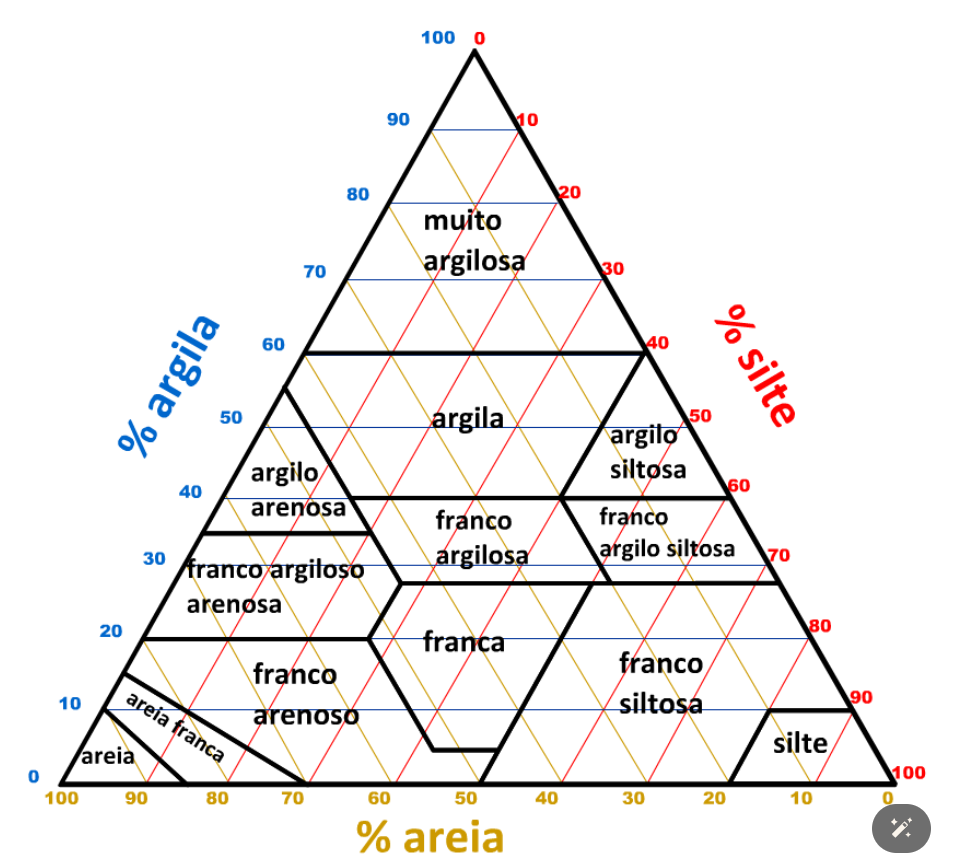 100 0
90 10
80 20
muito
argilosa
70 30
% argila
% silte
60 40
50 argila 50
argilo
siltosa
argilo
arenosa
40 60
franco
argilosa
franco
argilo siltosa
30 70
franco argiloso
arenosa
20 80
franca
franco
arenoso
franco
siltosa
10 90
areia franca
areia
silte
0 100
100 90 80 70 60 50 40 30 20 10 0
% areia